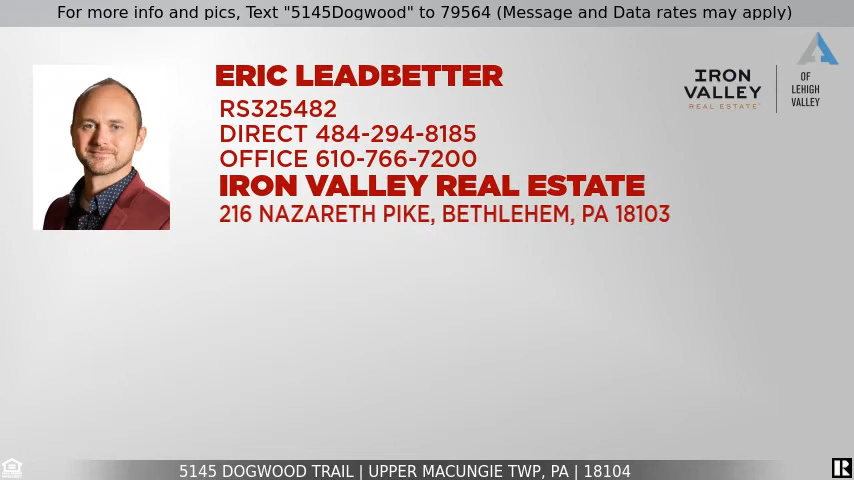 For more info and pics, Text "5145Dogwood" to 79564 (Message and Data rates may apply)
ERIC LEADBETTER
RS325482
DIRECT 484-294-8185
OFFICE 610-766-7200
IRON VALLEY REAL ESTATE
216 NAZARETH PIKE, BETHLEHEM, PA 18103
IRON
VALLEY
REAL ESTATE
OF
LEHIGH
VALLEY
5145 DOGWOOD TRAIL | UPPER MACUNGIE TWP, PA | 18104